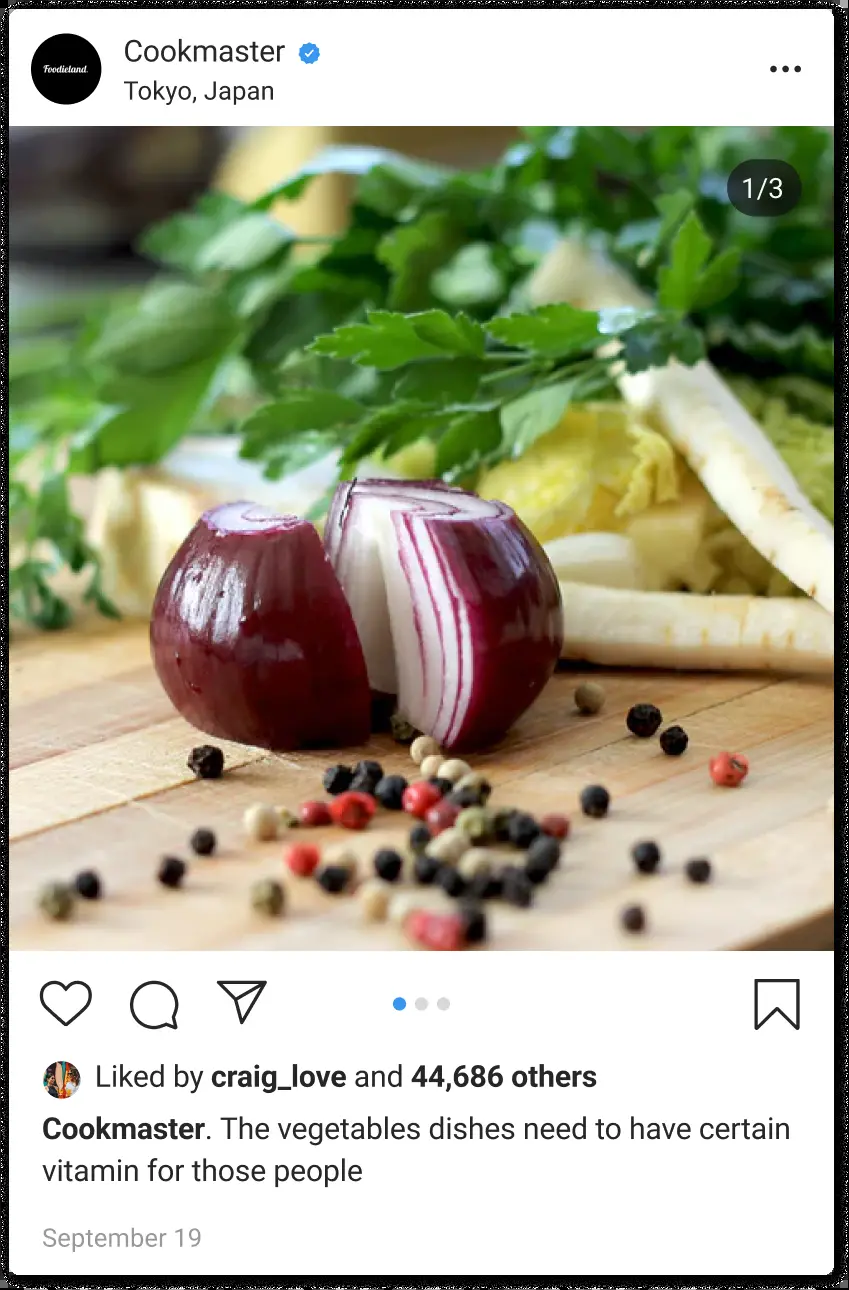 Foodieland.
Cookmaster
Tokyo, Japan
1/3
Liked by craig_love and 44,686 others
Cookmaster. The vegetables dishes need to have certain
vitamin for those people
September 19